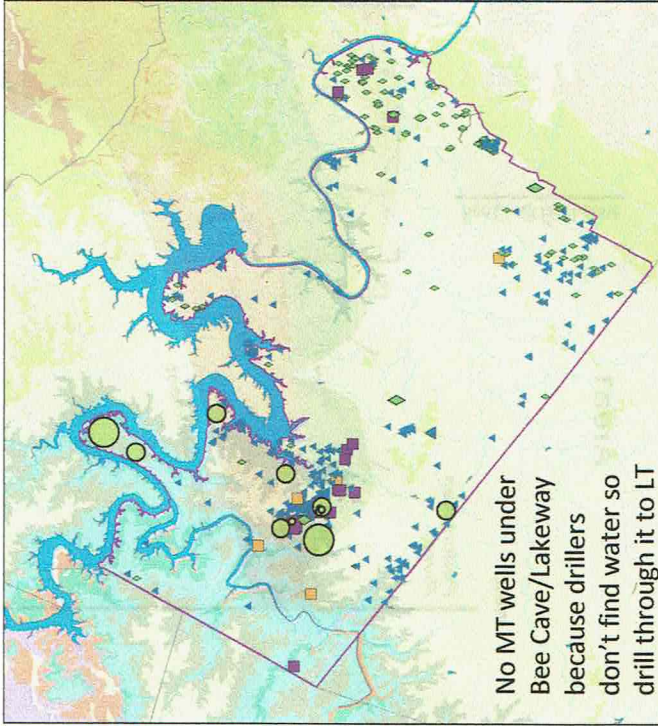 No MT wells under
Bee Cave/Lakeway
because drillers
don't find water so
drill through it to LT